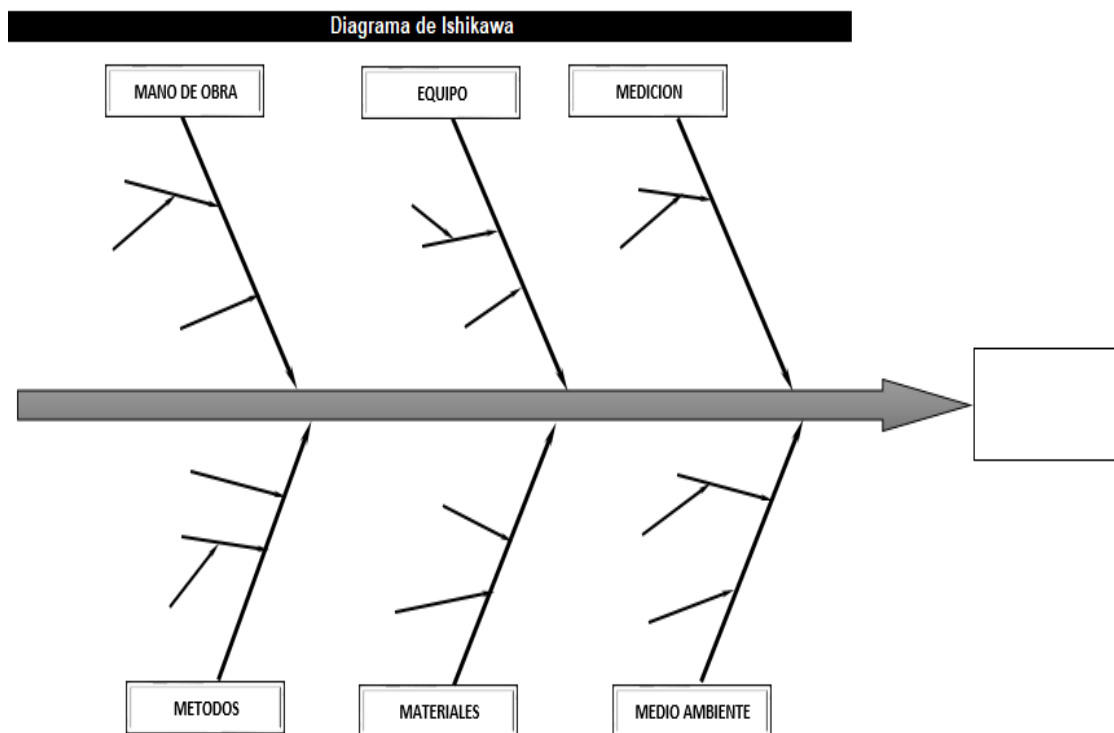 Diagrama de Ishikawa
MANO DE OBRA
EQUIPO
MEDICION
METODOS
MATERIALES
MEDIO AMBIENTE